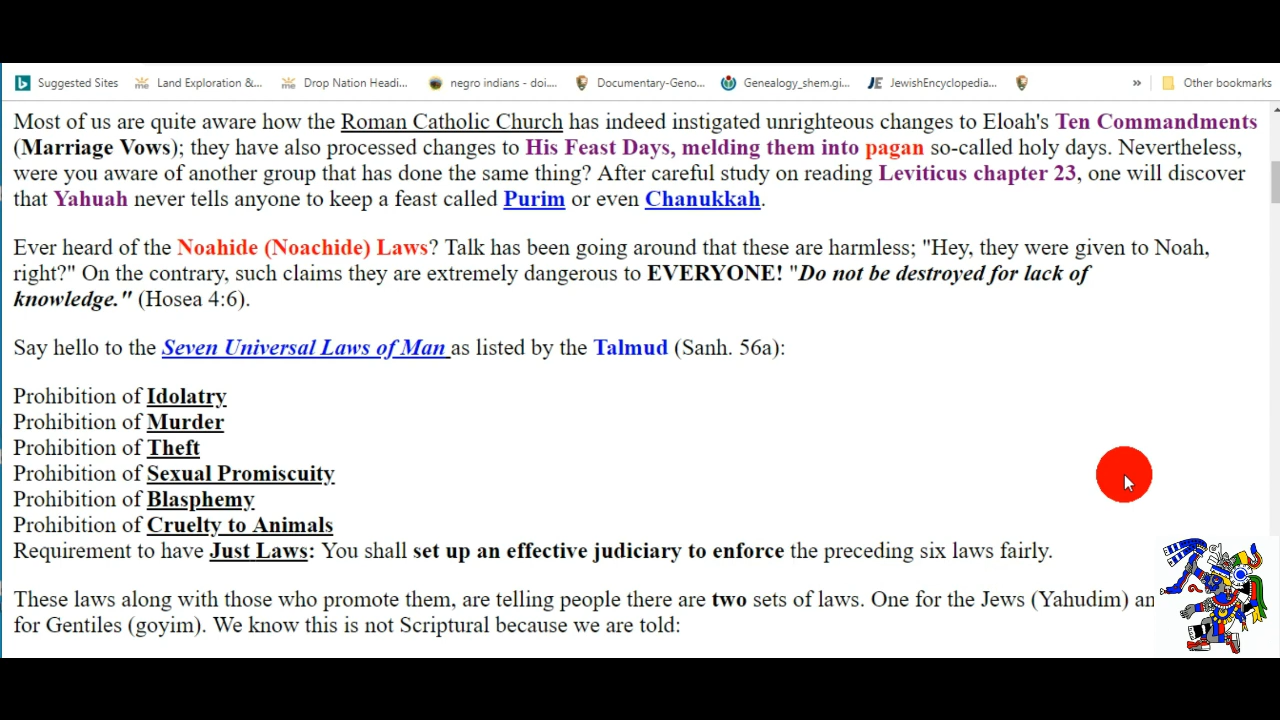 Suggested Sites Land Exploration &... Drop Nation Headi... negro indians - doi.... Documentary-Geno... Genealogy_shem.gi... JE JewishEncyclopedia... » Other bookmarks
Most of us are quite aware how the Roman Catholic Church has indeed instigated unrighteous changes to Eloah's Ten Commandments
(Marriage Vows); they have also processed changes to His Feast Days, melding them into pagan so-called holy days. Nevertheless,
were you aware of another group that has done the same thing? After careful study on reading Leviticus chapter 23, one will discover
that Yahuah never tells anyone to keep a feast called Purim or even Chanukkah.
Ever heard of the Noahide (Noachide) Laws? Talk has been going around that these are harmless; "Hey, they were given to Noah,
right?" On the contrary, such claims they are extremely dangerous to EVERYONE! "Do not be destroyed for lack of
knowledge." (Hosea 4:6).
Say hello to the Seven Universal Laws of Man as listed by the Talmud (Sanh. 56a):
Prohibition of Idolatry
Prohibition of Murder
Prohibition of Theft
Prohibition of Sexual Promiscuity
Prohibition of Blasphemy
Prohibition of Cruelty to Animals
Requirement to have Just Laws: You shall set up an effective judiciary to enforce the preceding six laws fairly.
These laws along with those who promote them, are telling people there are two sets of laws. One for the Jews (Yahudim) an
for Gentiles (goyim). We know this is not Scriptural because we are told: